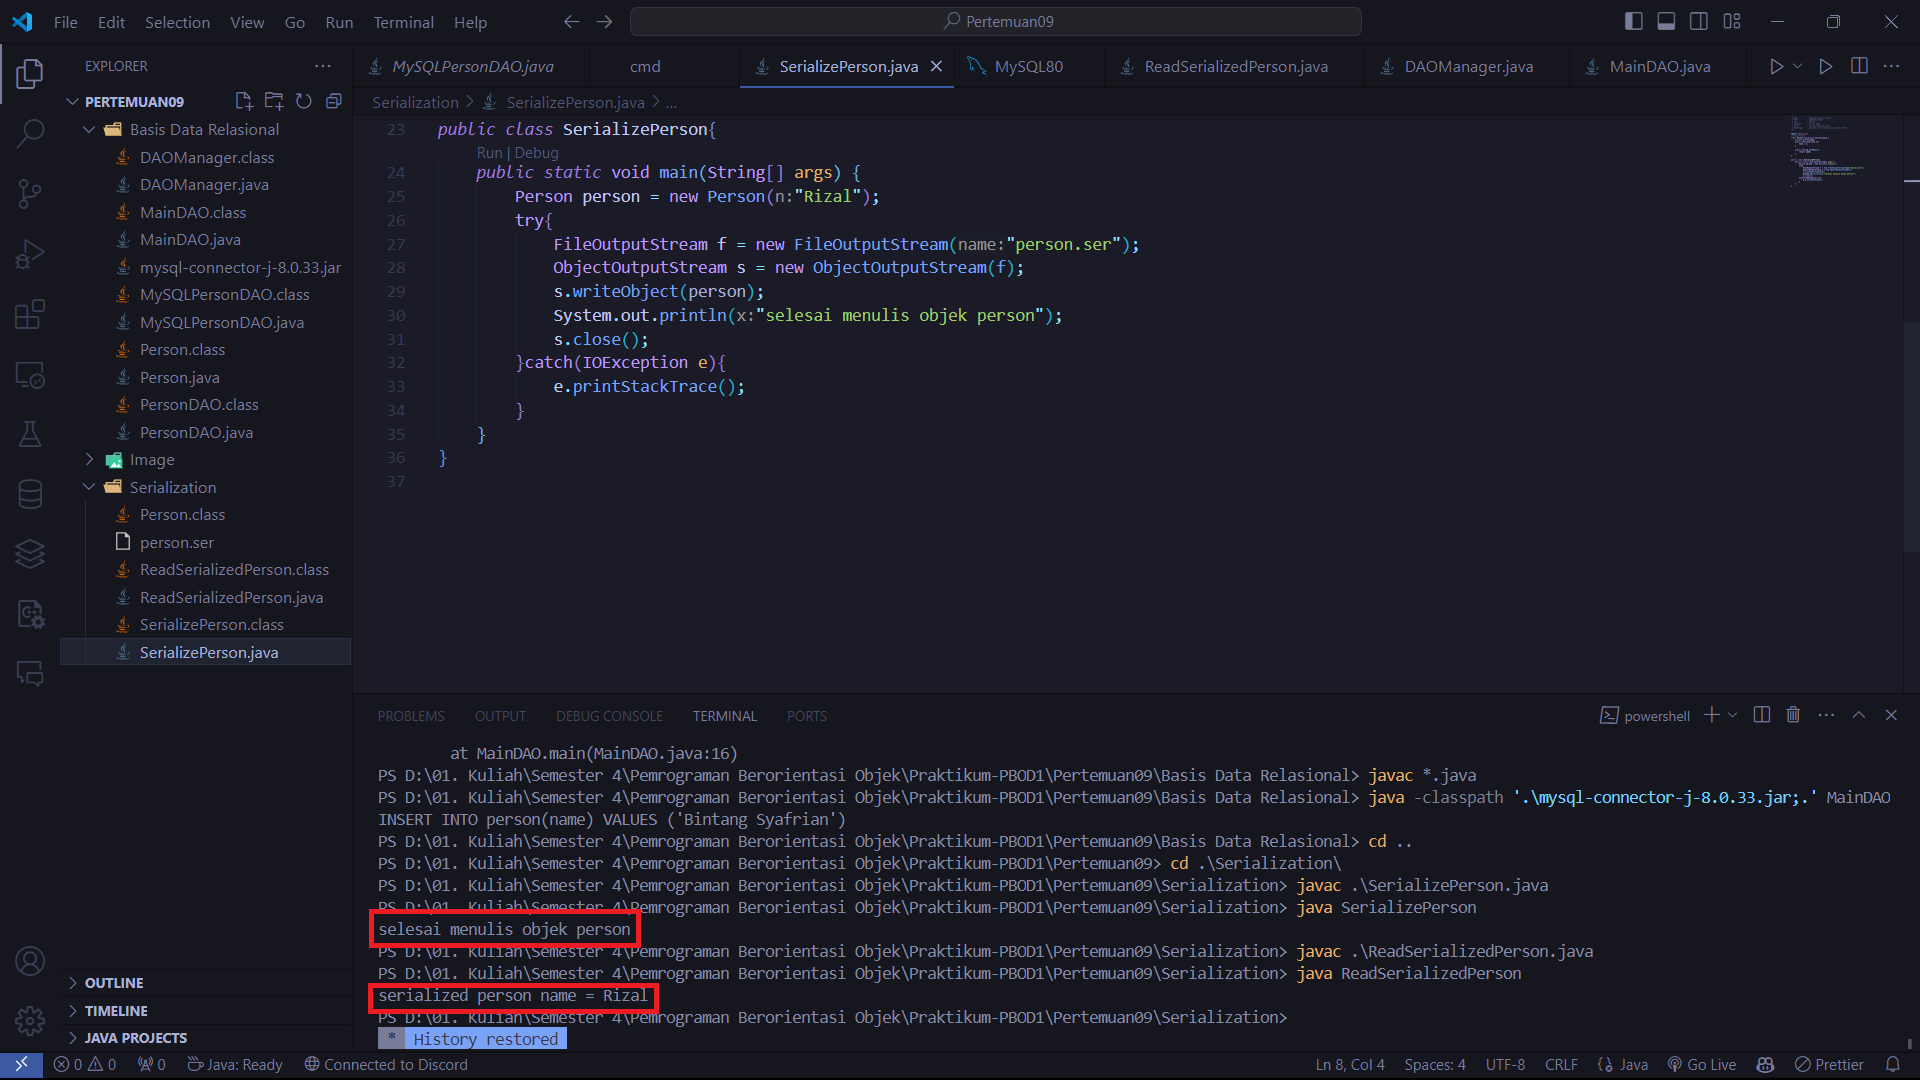 File Edit Selection View Go Run Terminal Help
Pertemuan09
EXPLORER
MySQLPersonDAO.java
cmd
SerializePerson.java
MySQL80
ReadSerializedPerson.java
DAOManager.java
MainDAO.java
PERTEMUAN09
Basis Data Relasional
DAOManager.class
DAOManager.java
MainDAO.class
MainDAO.java
mysql-connector-j-8.0.33.jar
MySQLPersonDAO.class
MySQLPersonDAO.java
Person.class
Person.java
PersonDAO.class
PersonDAO.java
Image
Serialization
Person.class
person.ser
ReadSerializedPerson.class
ReadSerializedPerson.java
SerializePerson.class
SerializePerson.java
OUTLINE
TIMELINE
JAVA PROJECTS
Serialization > SerializePerson.java > ...
23 public class SerializePerson{
Run | Debug
24 public static void main(String[] args) {
25 Person person = new Person(n:"Rizal");
26 try{
27 FileOutputStream f = new FileOutputStream(name:"person.ser");
28 ObjectOutputStream s = new ObjectOutputStream(f);
29 s.writeObject(person);
30 System.out.println(x:"selesai menulis objek person");
31 s.close();
32 }catch(IOException e){
33 e.printStackTrace();
34 }
35 }
36 }
37
PROBLEMS OUTPUT DEBUG CONSOLE TERMINAL PORTS
powershell
at MainDAO.main(MainDAO.java:16)
PS D:\01. Kuliah\Semester 4\Pemrograman Berorientasi Objek\Praktikum-PBOD1\Pertemuan09\Basis Data Relasional> javac *.java
PS D:\01. Kuliah\Semester 4\Pemrograman Berorientasi Objek\Praktikum-PBOD1\Pertemuan09\Basis Data Relasional> java -classpath '.\mysql-connector-j-8.0.33.jar;.' MainDAO
INSERT INTO person(name) VALUES ('Bintang Syafrian')
PS D:\01. Kuliah\Semester 4\Pemrograman Berorientasi Objek\Praktikum-PBOD1\Pertemuan09\Basis Data Relasional> cd ..
PS D:\01. Kuliah\Semester 4\Pemrograman Berorientasi Objek\Praktikum-PBOD1\Pertemuan09> cd .\Serialization\
PS D:\01. Kuliah\Semester 4\Pemrograman Berorientasi Objek\Praktikum-PBOD1\Pertemuan09\Serialization> javac .\SerializePerson.java
PS D:\01. Kuliah\Semester 4\Pemrograman Berorientasi Objek\Praktikum-PBOD1\Pertemuan09\Serialization> java SerializePerson
selesai menulis objek person
PS D:\01. Kuliah\Semester 4\Pemrograman Berorientasi Objek\Praktikum-PBOD1\Pertemuan09\Serialization> javac .\ReadSerializedPerson.java
PS D:\01. Kuliah\Semester 4\Pemrograman Berorientasi Objek\Praktikum-PBOD1\Pertemuan09\Serialization> java ReadSerializedPerson
serialized person name = Rizal
PS D:\01. Kuliah\Semester 4\Pemrograman Berorientasi Objek\Praktikum-PBOD1\Pertemuan09\Serialization>
* History restored
0 0 0 Java: Ready Connected to Discord
Ln 8, Col 4 Spaces: 4 UTF-8 CRLF {} Java Go Live Prettier